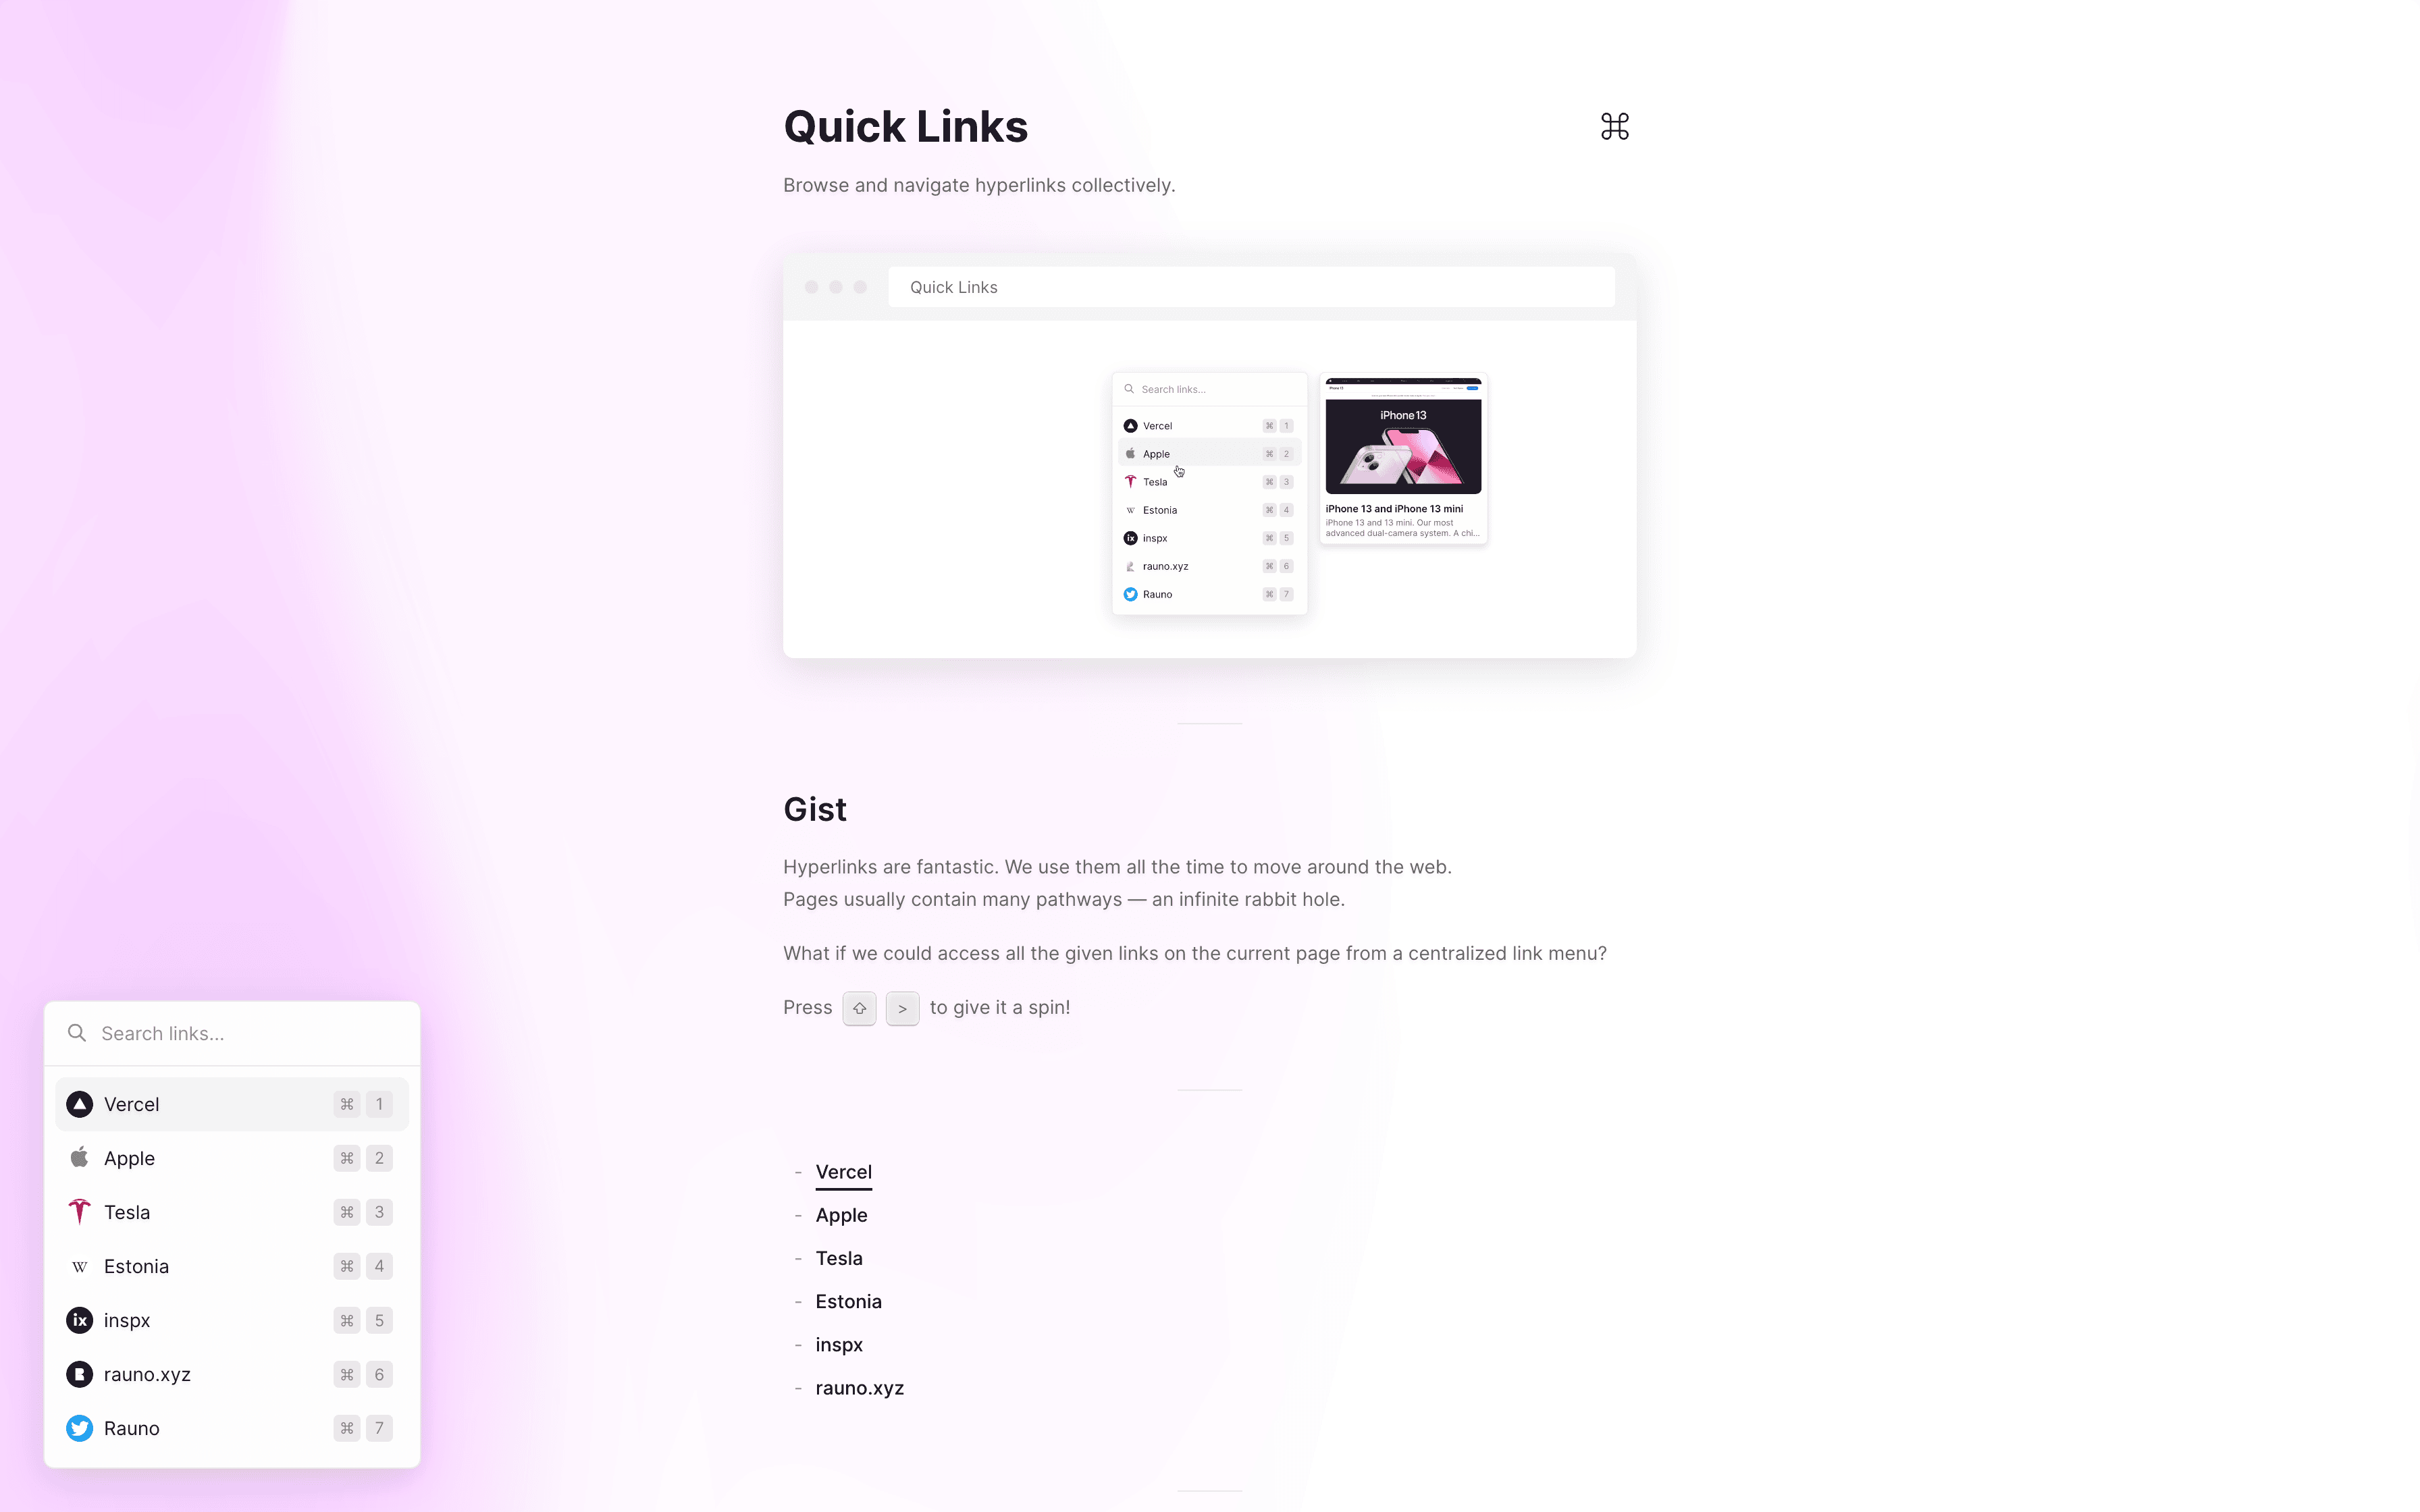 Quick Links
⌘
Browse and navigate hyperlinks collectively.
Quick Links
Search links...
Vercel ⌘ 1
Apple ⌘ 2
Tesla ⌘ 3
Estonia ⌘ 4
inspx ⌘ 5
rauno.xyz ⌘ 6
Rauno ⌘ 7
iPhone 13
iPhone 13 and iPhone 13 mini
iPhone 13 and 13 mini. Our most
advanced dual-camera system. A chi...
Gist
Hyperlinks are fantastic. We use them all the time to move around the web.
Pages usually contain many pathways — an infinite rabbit hole.
What if we could access all the given links on the current page from a centralized link menu?
Press ⇧ > to give it a spin!
- Vercel
- Apple
- Tesla
- Estonia
- inspx
- rauno.xyz
Search links...
Vercel ⌘ 1
Apple ⌘ 2
Tesla ⌘ 3
W Estonia ⌘ 4
ix inspx ⌘ 5
rauno.xyz ⌘ 6
Rauno ⌘ 7